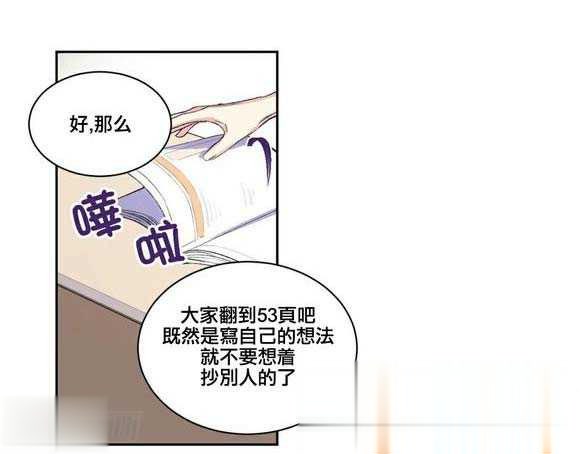 好,那么
嘩啦
大家翻到53頁吧
既然是寫自己的想法
就不要想着
抄別人的了